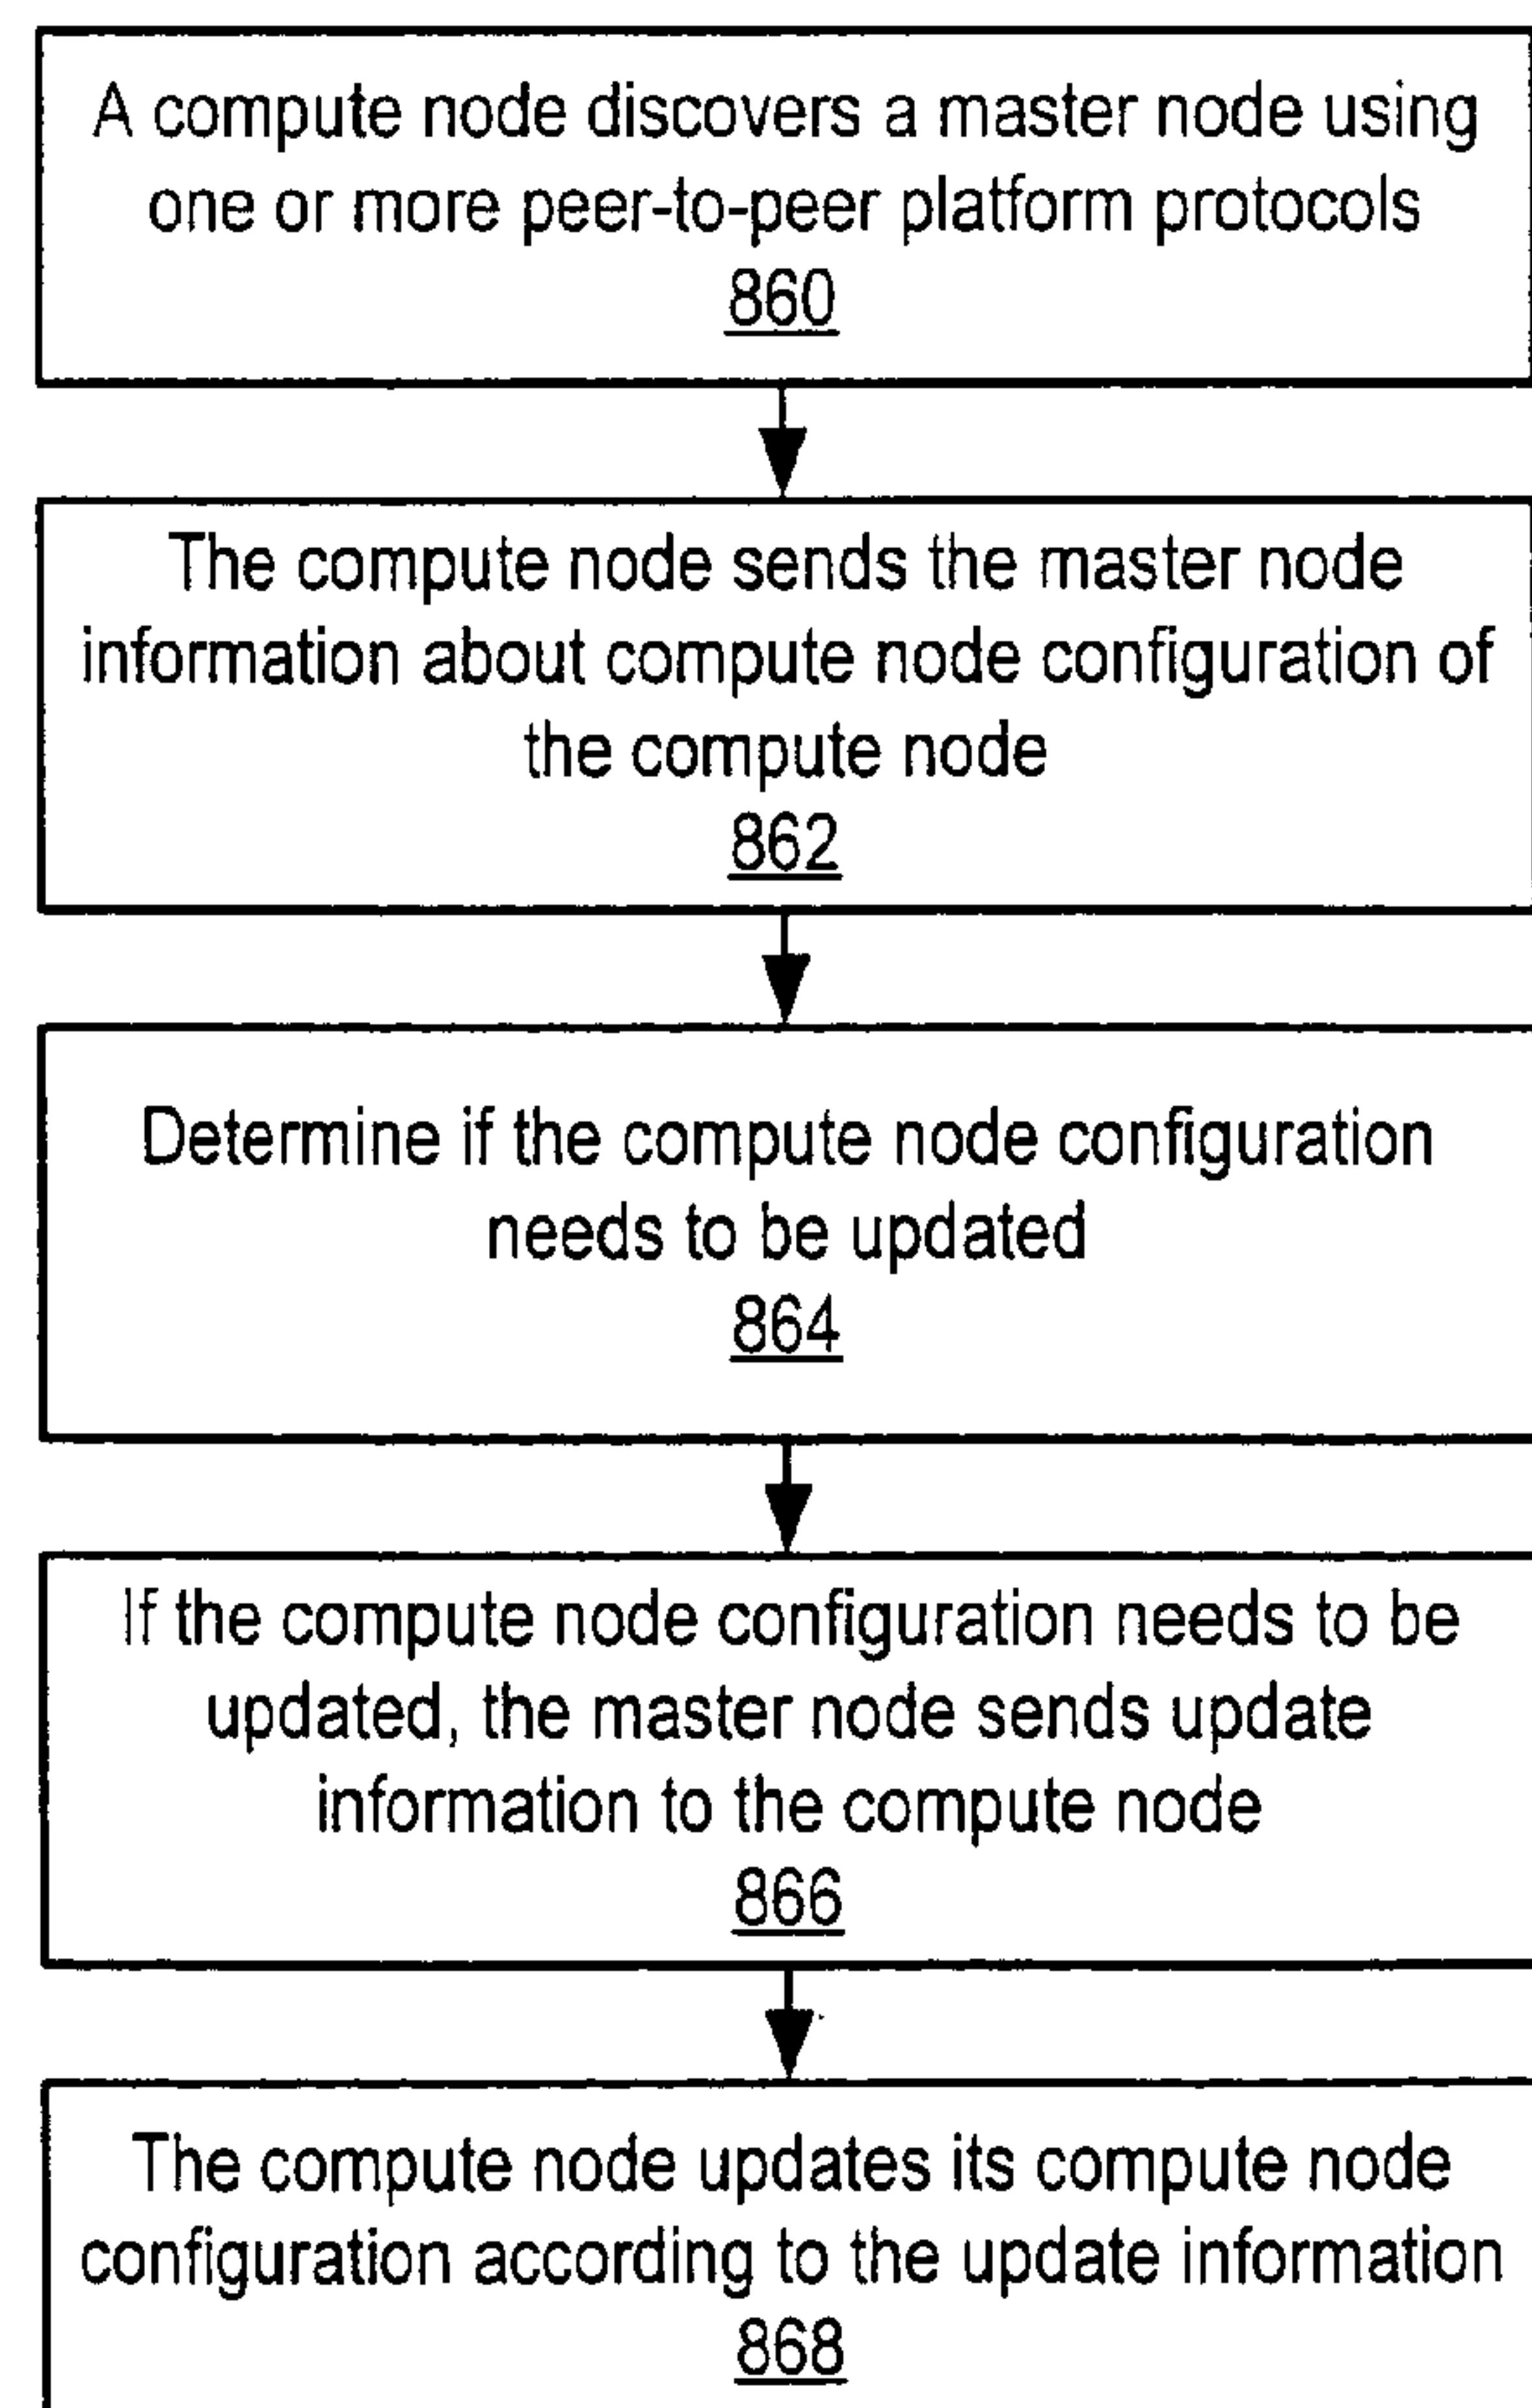 A compute node discovers a master node using
one or more peer-to-peer platform protocols
860
The compute node sends the master node
information about compute node configuration of
the compute node
862
Determine if the compute node configuration
needs to be updated
864
If the compute node configuration needs to be
updated, the master node sends update
information to the compute node
866
The compute node updates its compute node
configuration according to the update information
868